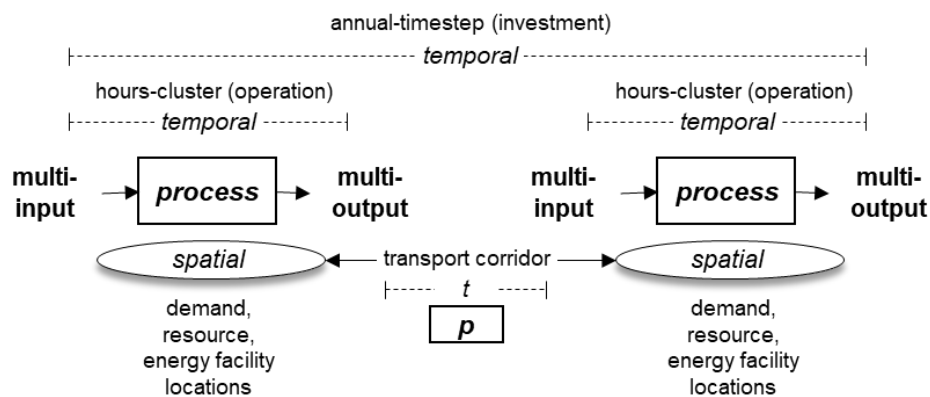 annual-timestep (investment)
temporal
hours-cluster (operation)
hours-cluster (operation)
temporal
temporal
multi-
input
process
multi-
output
multi-
input
process
multi-
output
spatial
transport corridor
spatial
t
p
demand,
resource,
energy facility
locations
demand,
resource,
energy facility
locations